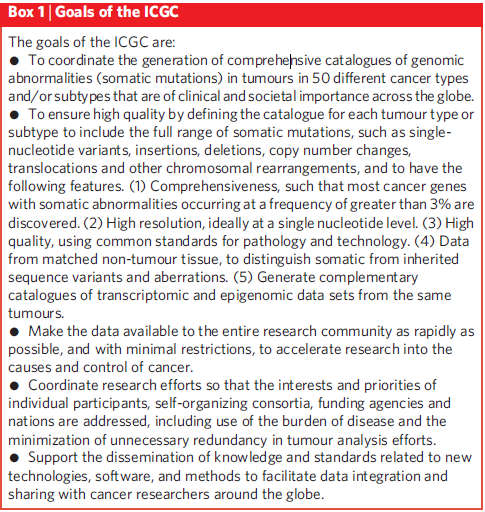 Box 1 | Goals of the ICGC
The goals of the ICGC are:
● To coordinate the generation of comprehensive catalogues of genomic
abnormalities (somatic mutations) in tumours in 50 different cancer types
and/or subtypes that are of clinical and societal importance across the globe.
● To ensure high quality by defining the catalogue for each tumour type or
subtype to include the full range of somatic mutations, such as single-
nucleotide variants, insertions, deletions, copy number changes,
translocations and other chromosomal rearrangements, and to have the
following features. (1) Comprehensiveness, such that most cancer genes
with somatic abnormalities occurring at a frequency of greater than 3% are
discovered. (2) High resolution, ideally at a single nucleotide level. (3) High
quality, using common standards for pathology and technology. (4) Data
from matched non-tumour tissue, to distinguish somatic from inherited
sequence variants and aberrations. (5) Generate complementary
catalogues of transcriptomic and epigenomic data sets from the same
tumours.
● Make the data available to the entire research community as rapidly as
possible, and with minimal restrictions, to accelerate research into the
causes and control of cancer.
● Coordinate research efforts so that the interests and priorities of
individual participants, self-organizing consortia, funding agencies and
nations are addressed, including use of the burden of disease and the
minimization of unnecessary redundancy in tumour analysis efforts.
● Support the dissemination of knowledge and standards related to new
technologies, software, and methods to facilitate data integration and
sharing with cancer researchers around the globe.